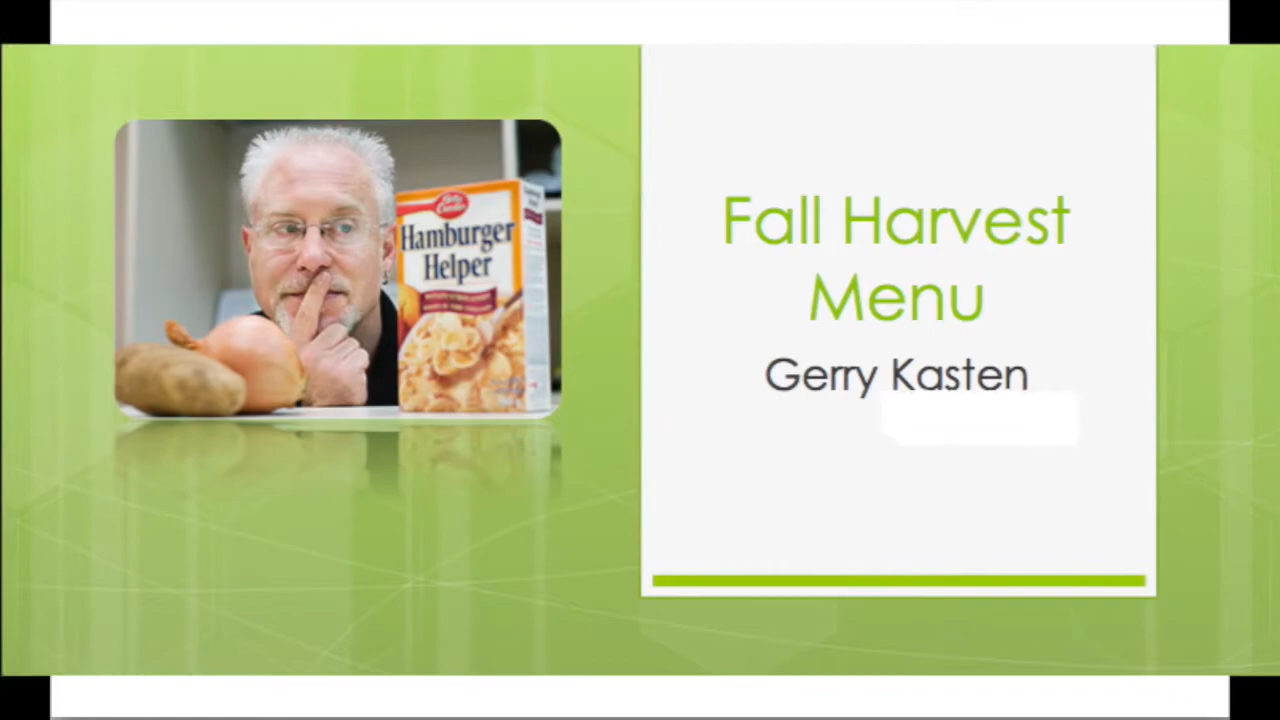 Betty
Crocker
Hamburger
Helper
Fall Harvest
Menu
Gerry Kasten